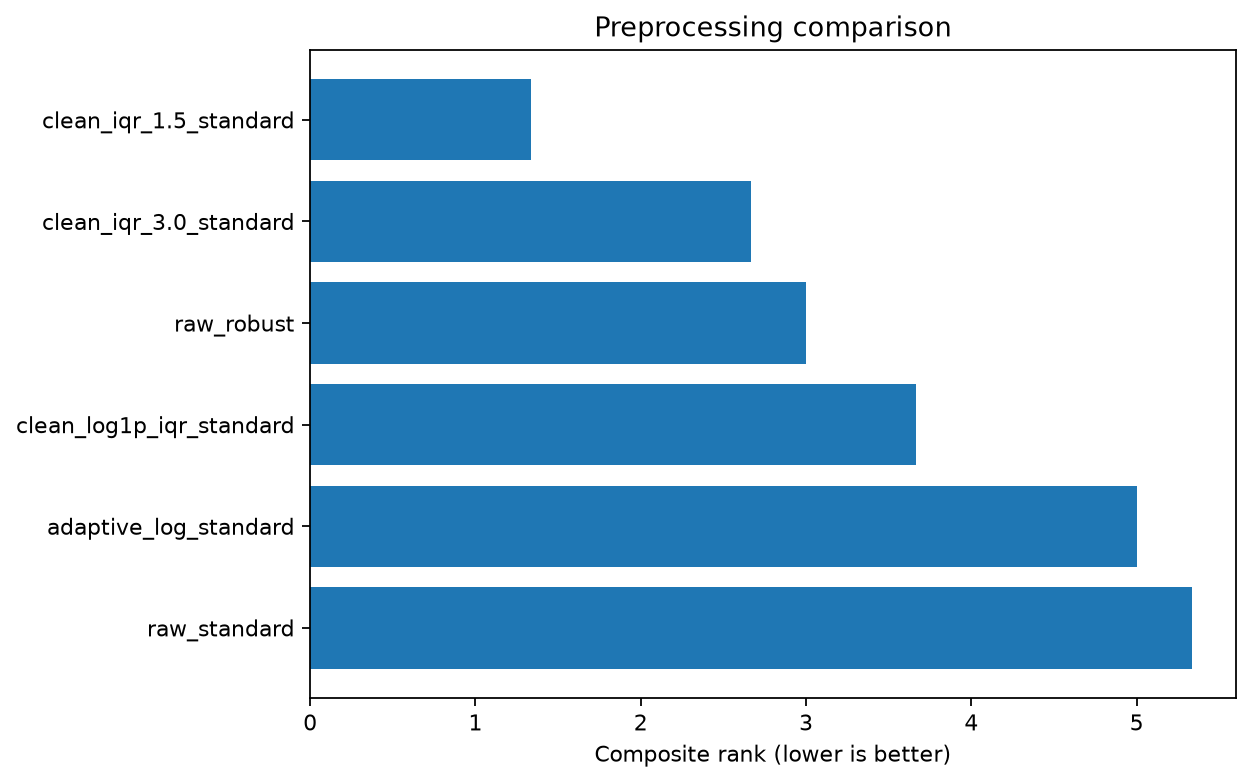 Preprocessing comparison
clean_iqr_1.5_standard
clean_iqr_3.0_standard
raw_robust
clean_log1p_iqr_standard
adaptive_log_standard
raw_standard
0 1 2 3 4 5
Composite rank (lower is better)